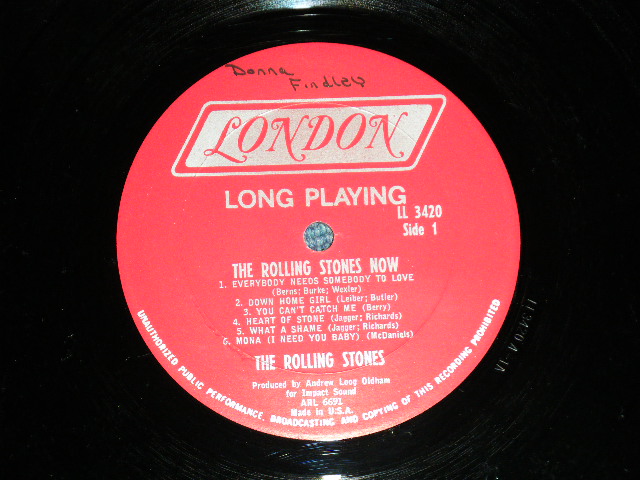 Donna
Findley
LONDON
LONG PLAYING
LL 3420
Side 1
THE ROLLING STONES NOW
1. EVERYBODY NEEDS SOMEBODY TO LOVE
(Berns; Burke; Wexler)
2. DOWN HOME GIRL (Leiber; Butler)
3. YOU CAN'T CATCH ME (Berry)
4. HEART OF STONE (Jagger; Richards)
5. WHAT A SHAME (Jagger; Richards)
6. MONA (I NEED YOU BABY) (McDaniels)
THE ROLLING STONES
Produced by Andrew Loog Oldham
for Impact Sound
ARL 6691
Made in U.S.A.
UNAUTHORIZED PUBLIC PERFORMANCE, BROADCASTING AND COPYING OF THIS RECORDING PROHIBITED